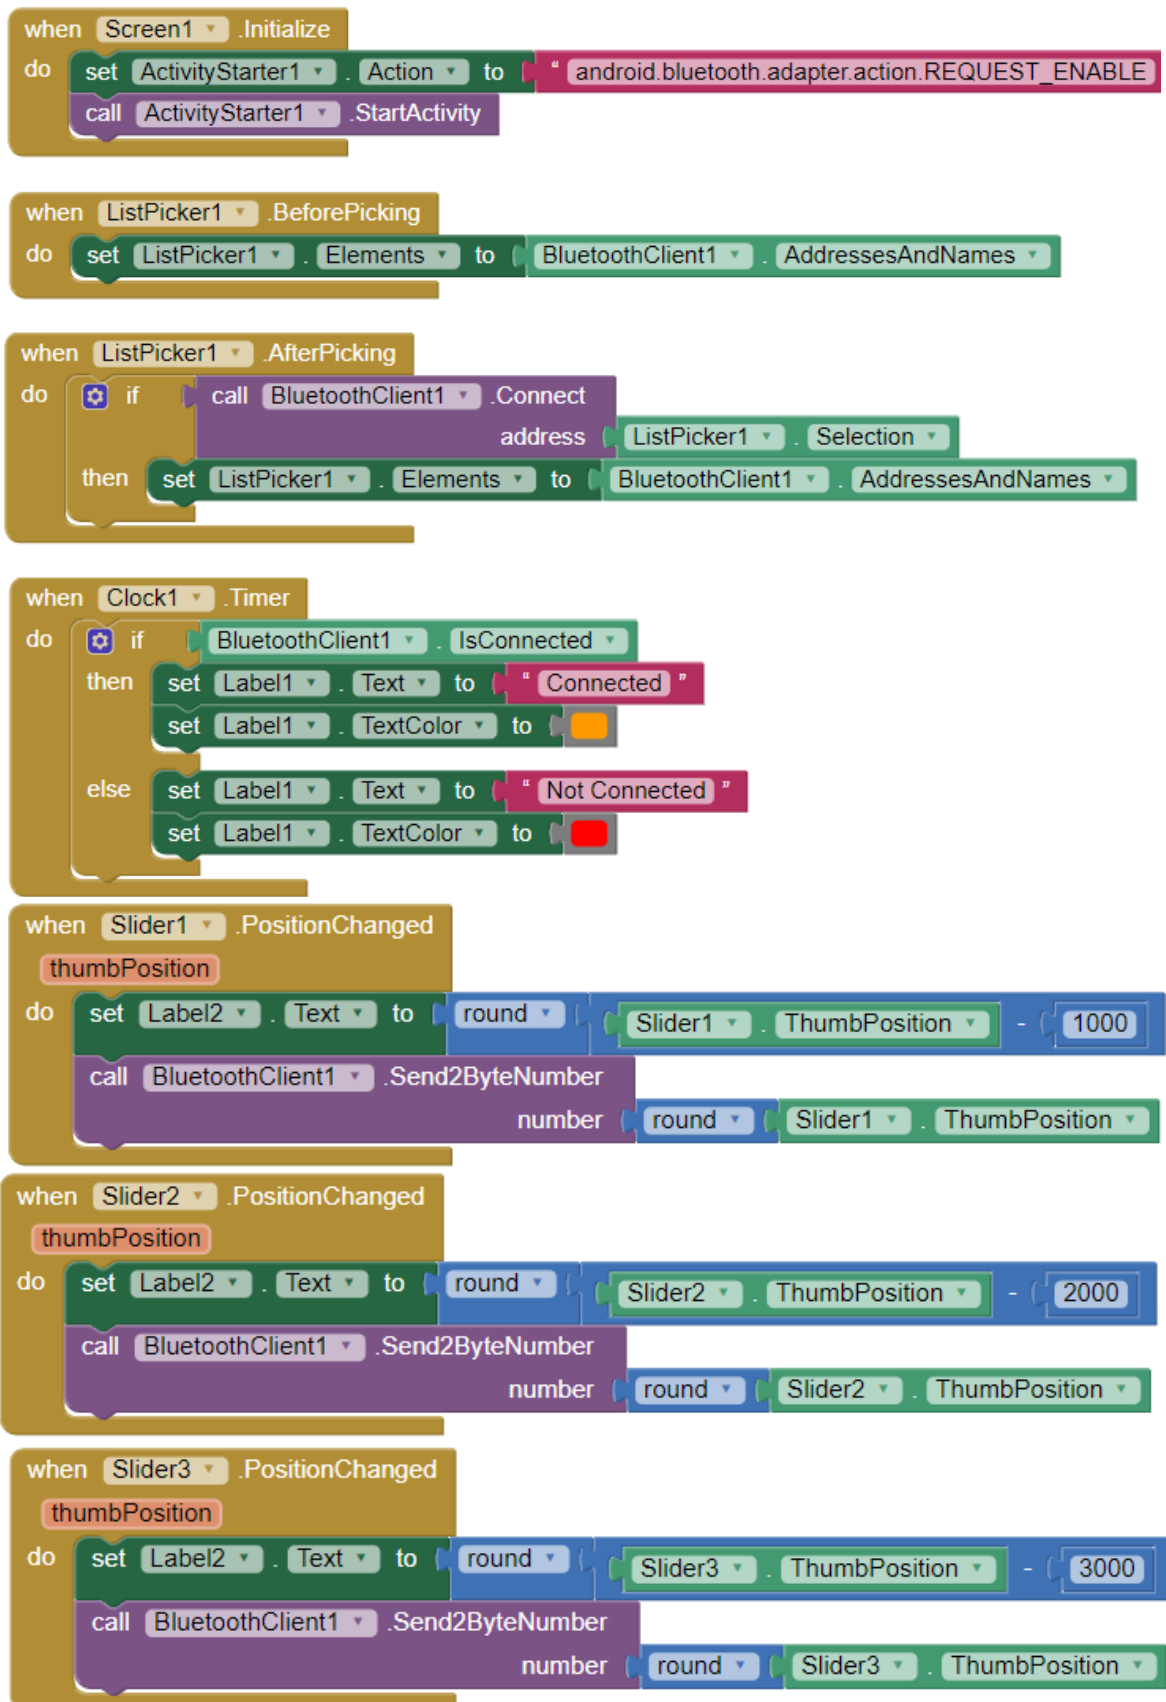 when Screen1 .Initialize
do set ActivityStarter1 . Action to " android.bluetooth.adapter.action.REQUEST_ENABLE
call ActivityStarter1 .StartActivity
when ListPicker1 .BeforePicking
do set ListPicker1 . Elements to BluetoothClient1 . AddressesAndNames
when ListPicker1 .AfterPicking
do if call BluetoothClient1 .Connect
address ListPicker1 . Selection
then set ListPicker1 . Elements to BluetoothClient1 . AddressesAndNames
when Clock1 .Timer
do if BluetoothClient1 . IsConnected
then set Label1 . Text to " Connected "
set Label1 . TextColor to
else set Label1 . Text to " Not Connected "
set Label1 . TextColor to
when Slider1 .PositionChanged
thumbPosition
do set Label2 . Text to round Slider1 . ThumbPosition - 1000
call BluetoothClient1 .Send2ByteNumber
number round Slider1 . ThumbPosition
when Slider2 .PositionChanged
thumbPosition
do set Label2 . Text to round Slider2 . ThumbPosition - 2000
call BluetoothClient1 .Send2ByteNumber
number round Slider2 . ThumbPosition
when Slider3 .PositionChanged
thumbPosition
do set Label2 . Text to round Slider3 . ThumbPosition - 3000
call BluetoothClient1 .Send2ByteNumber
number round Slider3 . ThumbPosition